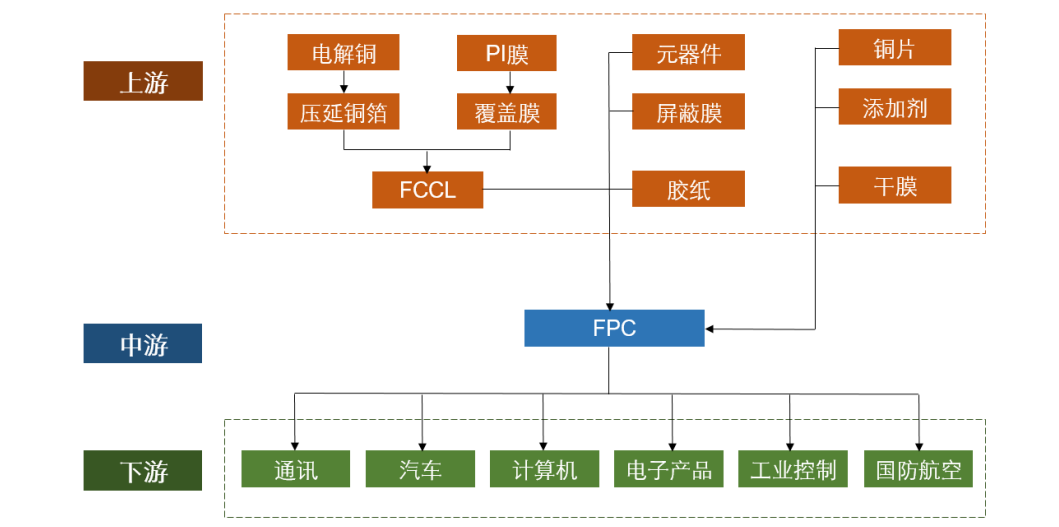 上游
电解铜
PI膜
元器件
铜片
压延铜箔
覆盖膜
屏蔽膜
添加剂
FCCL
胶纸
干膜
中游
FPC
下游
通讯
汽车
计算机
电子产品
工业控制
国防航空